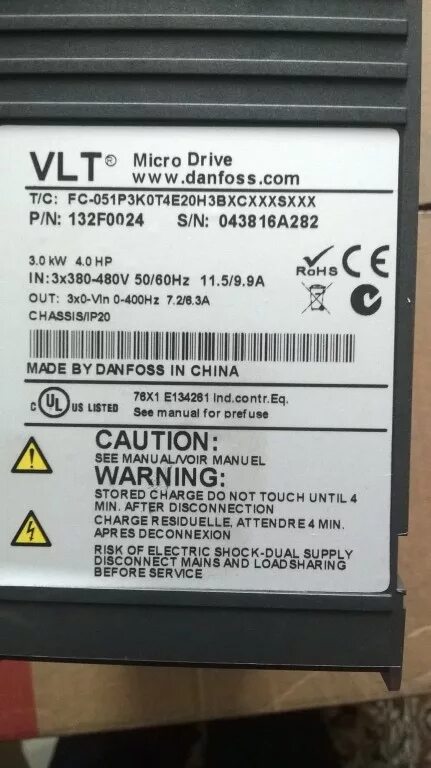 VLT® Micro Drive
www.danfoss.com
T/C: FC-051P3K0T4E20H3BXCXXXSXXX
P/N: 132F0024 S/N: 043816A282
3.0 kW 4.0 HP
IN:3x380-480V 50/60Hz 11.5/9.9A
OUT: 3x0-Vin 0-400Hz 7.2/6.3A
CHASSIS/IP20
RoHS CE
MADE BY DANFOSS IN CHINA
c UL US LISTED 76X1 E134261 Ind.contr.Eq.
See manual for prefuse
CAUTION:
SEE MANUAL/VOIR MANUEL
WARNING:
STORED CHARGE DO NOT TOUCH UNTIL 4
MIN. AFTER DISCONNECTION
CHARGE RESIDUELLE, ATTENDRE 4 MIN.
APRES DECONNEXION
RISK OF ELECTRIC SHOCK-DUAL SUPPLY
DISCONNECT MAINS AND LOADSHARING
BEFORE SERVICE